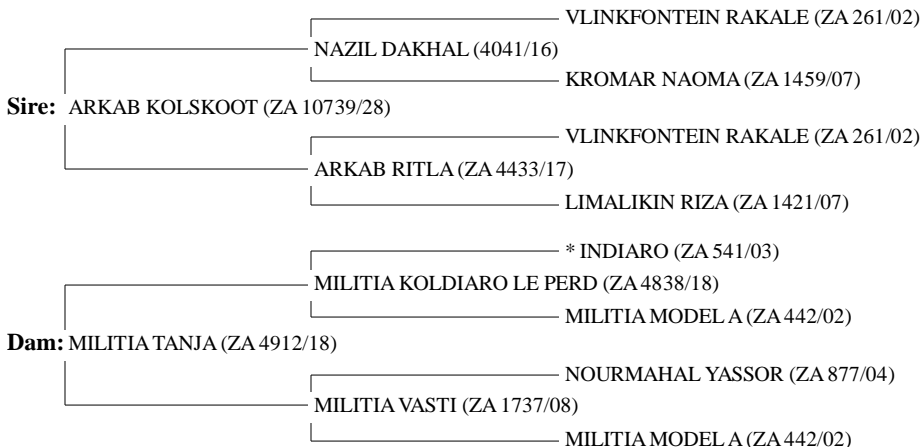 VLINKFONTEIN RAKALE (ZA 261/02)
NAZIL DAKHAL (4041/16)
KROMAR NAOMA (ZA 1459/07)
Sire: ARKAB KOLSKOOT (ZA 10739/28)
VLINKFONTEIN RAKALE (ZA 261/02)
ARKAB RITLA (ZA 4433/17)
LIMALIKIN RIZA (ZA 1421/07)
* INDIARO (ZA 541/03)
MILITIA KOLDIARO LE PERD (ZA 4838/18)
MILITIA MODEL A (ZA 442/02)
Dam: MILITIA TANJA (ZA 4912/18)
NOURMAHAL YASSOR (ZA 877/04)
MILITIA VASTI (ZA 1737/08)
MILITIA MODEL A (ZA 442/02)